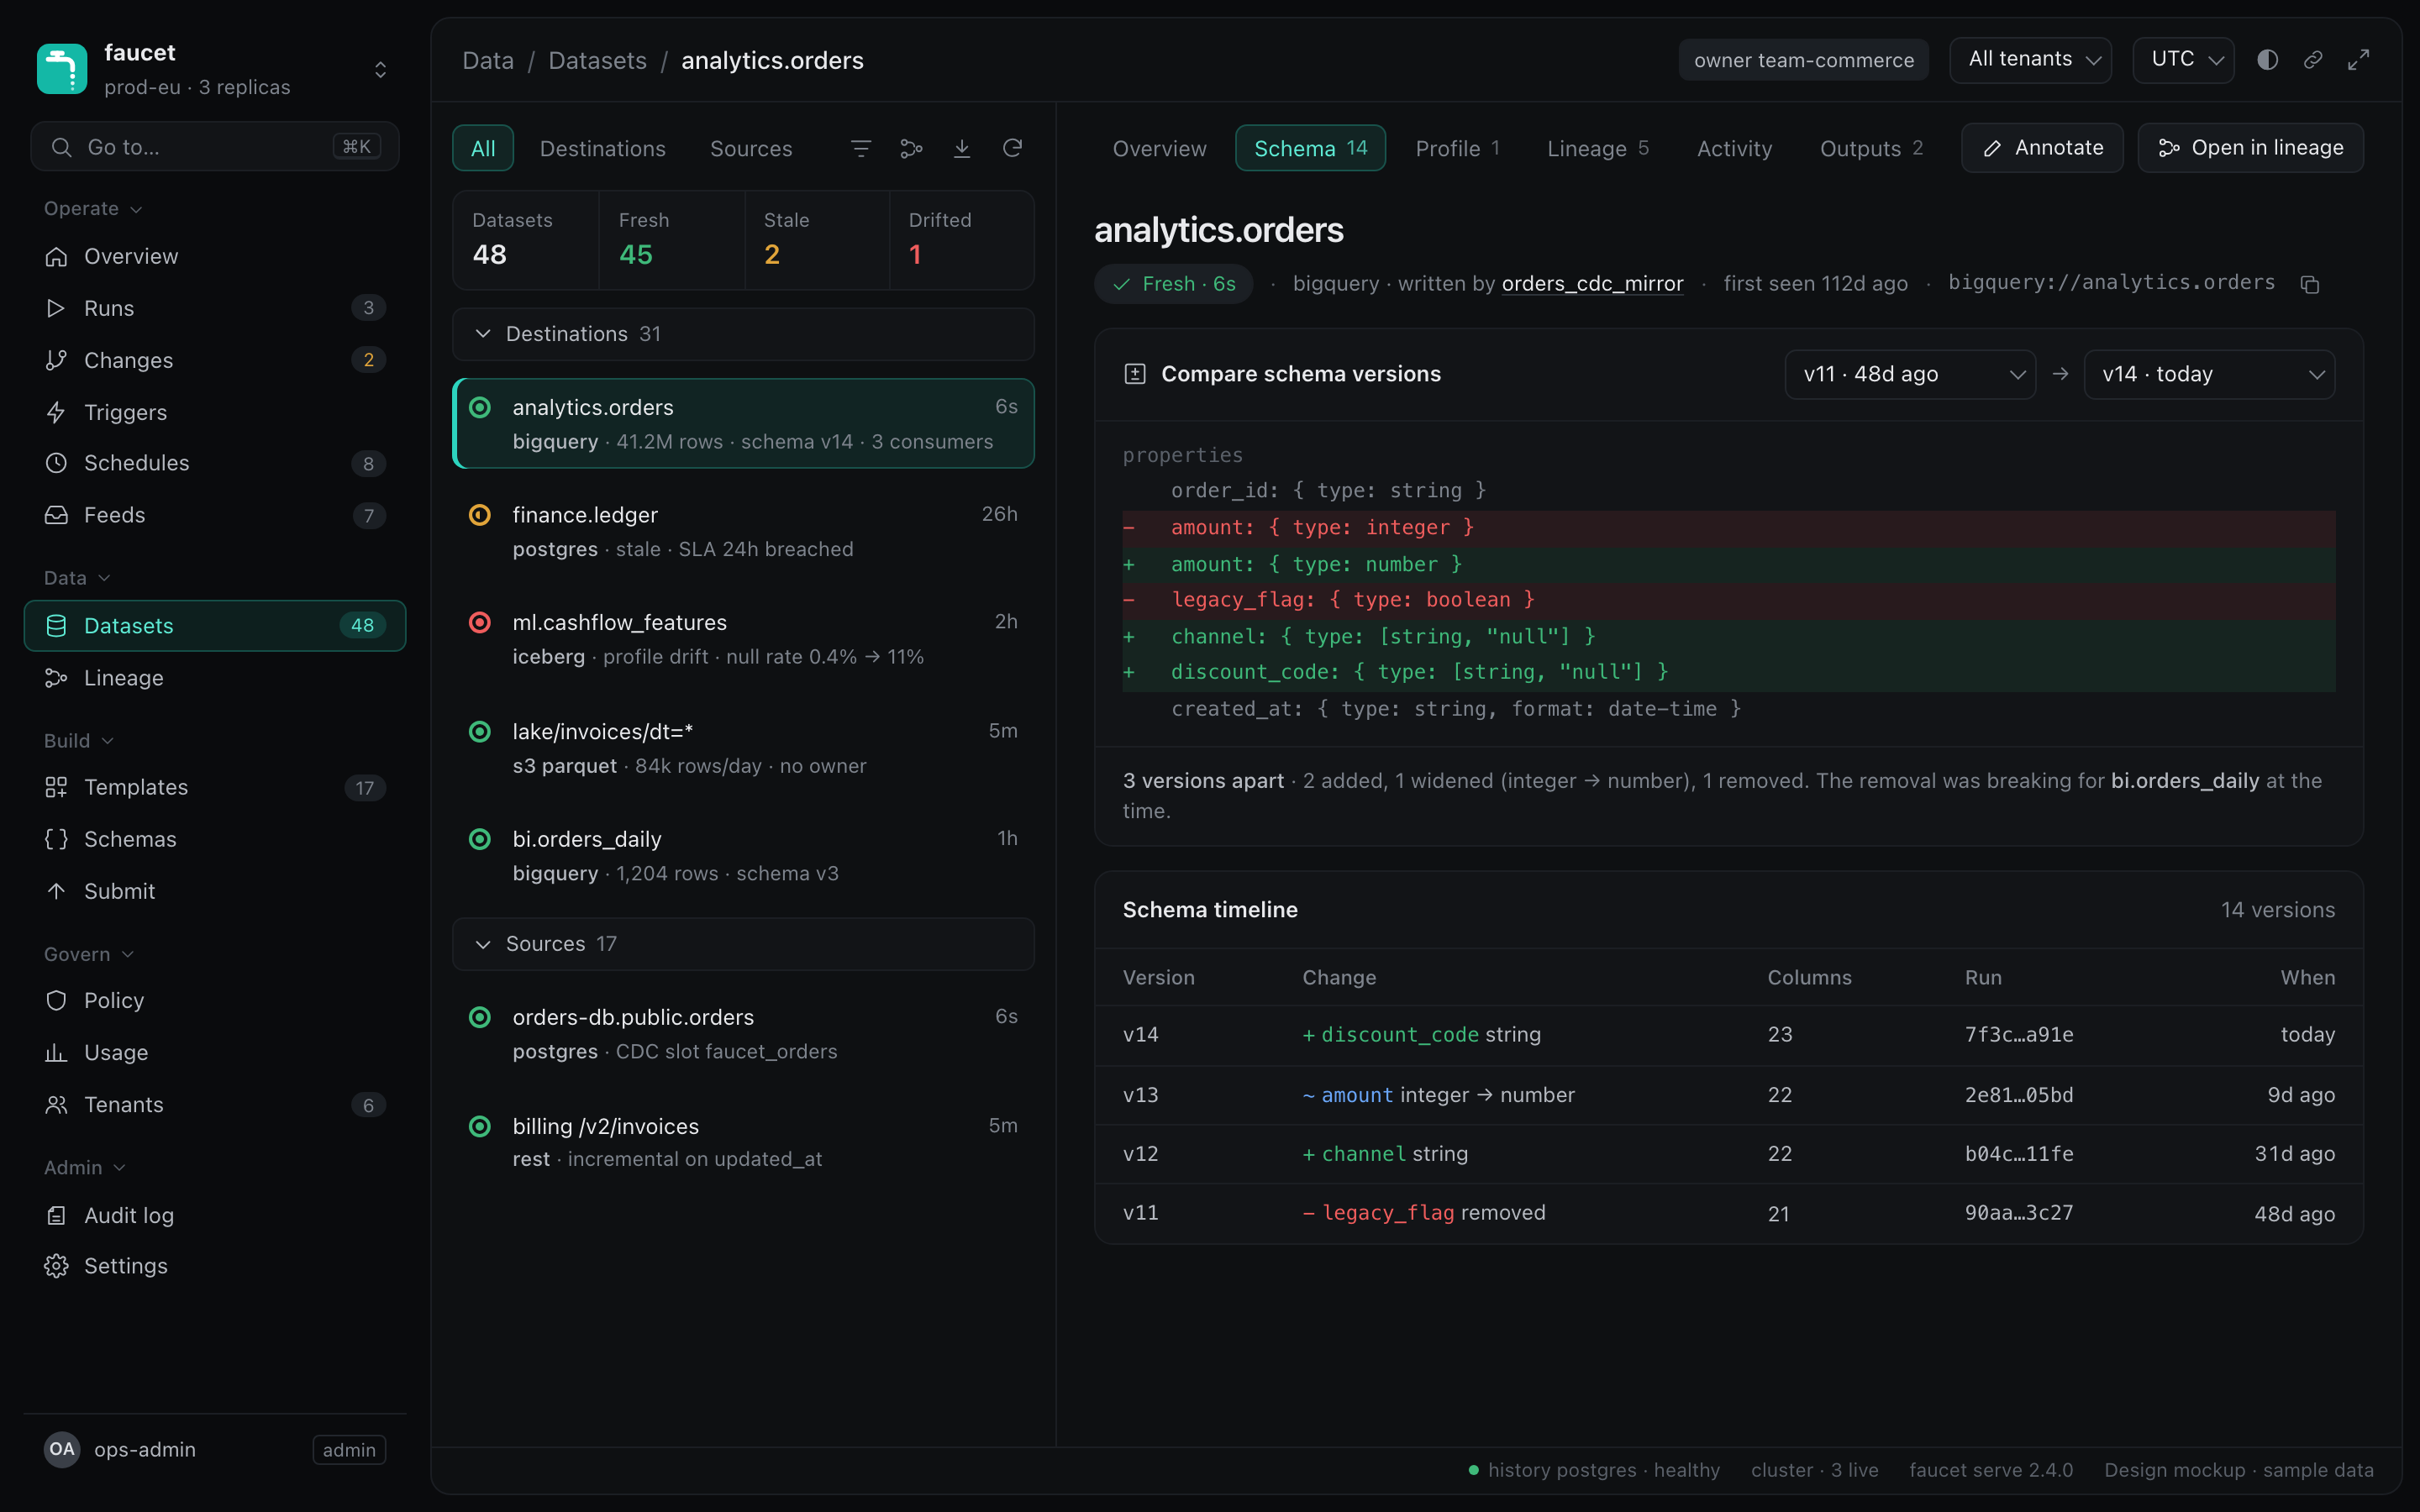 faucet
prod-eu · 3 replicas
Go to... ⌘K
Operate
Overview
Runs 3
Changes 2
Triggers
Schedules 8
Feeds 7
Data
Datasets 48
Lineage
Build
Templates 17
Schemas
Submit
Govern
Policy
Usage
Tenants 6
Admin
Audit log
Settings
OA ops-admin admin
Data / Datasets / analytics.orders
owner team-commerce All tenants UTC
All Destinations Sources
Datasets Fresh Stale Drifted
48 45 2 1
Destinations 31
analytics.orders 6s
bigquery · 41.2M rows · schema v14 · 3 consumers
finance.ledger 26h
postgres · stale · SLA 24h breached
ml.cashflow_features 2h
iceberg · profile drift · null rate 0.4% → 11%
lake/invoices/dt=* 5m
s3 parquet · 84k rows/day · no owner
bi.orders_daily 1h
bigquery · 1,204 rows · schema v3
Sources 17
orders-db.public.orders 6s
postgres · CDC slot faucet_orders
billing /v2/invoices 5m
rest · incremental on updated_at
Overview Schema 14 Profile 1 Lineage 5 Activity Outputs 2 Annotate Open in lineage
analytics.orders
Fresh · 6s · bigquery · written by orders_cdc_mirror · first seen 112d ago · bigquery://analytics.orders
Compare schema versions v11 · 48d ago → v14 · today
properties
order_id: { type: string }
− amount: { type: integer }
+ amount: { type: number }
− legacy_flag: { type: boolean }
+ channel: { type: [string, "null"] }
+ discount_code: { type: [string, "null"] }
created_at: { type: string, format: date-time }
3 versions apart · 2 added, 1 widened (integer → number), 1 removed. The removal was breaking for bi.orders_daily at the
time.
Schema timeline 14 versions
Version Change Columns Run When
v14 + discount_code string 23 7f3c…a91e today
v13 ~ amount integer → number 22 2e81…05bd 9d ago
v12 + channel string 22 b04c…11fe 31d ago
v11 − legacy_flag removed 21 90aa…3c27 48d ago
history postgres · healthy cluster · 3 live faucet serve 2.4.0 Design mockup · sample data